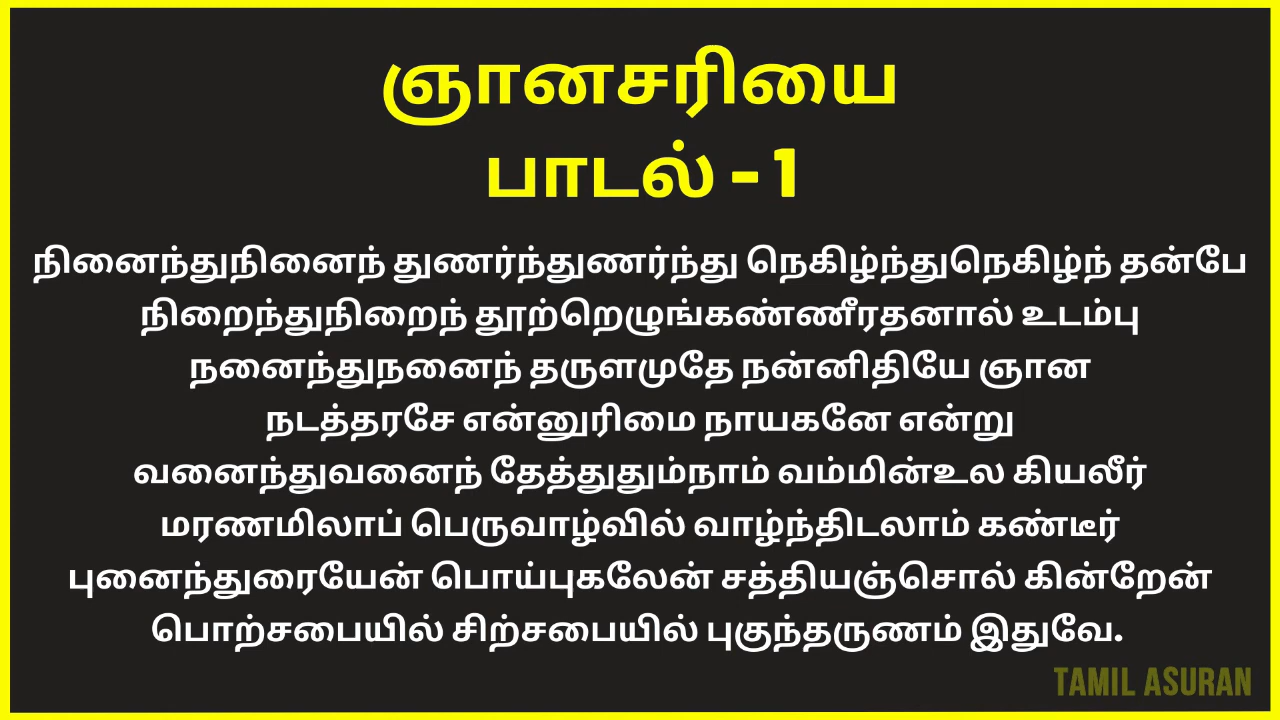 ஞானசரியை
பாடல் - 1
நினைந்துநினைந் துணர்ந்துணர்ந்து நெகிழ்ந்துநெகிழ்ந் தன்பே
நிறைந்துநிறைந் தூற்றெழுங்கண்ணீரதனால் உடம்பு
நனைந்துநனைந் தருளமுதே நன்னிதியே ஞான
நடத்தரசே என்னுரிமை நாயகனே என்று
வனைந்துவனைந் தேத்துதும்நாம் வம்மின்உல கியலீர்
மரணமிலாப் பெருவாழ்வில் வாழ்ந்திடலாம் கண்டீர்
புனைந்துரையேன் பொய்புகலேன் சத்தியஞ்சொல் கின்றேன்
பொற்சபையில் சிற்சபையில் புகுந்தருணம் இதுவே.
TAMIL ASURAN